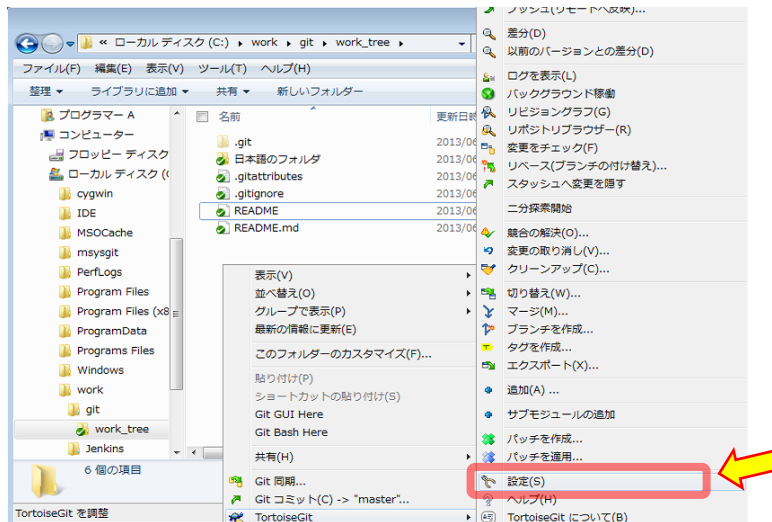 « ローカル ディスク (C:) ▸ work ▸ git ▸ work_tree ▸
ファイル(F) 編集(E) 表示(V) ツール(T) ヘルプ(H)
整理 ライブラリに追加 共有 新しいフォルダー
プログラマー A
コンピューター
フロッピー ディスク
ローカル ディスク (
cygwin
IDE
MSOCache
msysgit
PerfLogs
Program Files
Program Files (x8
ProgramData
Programs Files
Windows
work
git
work_tree
Jenkins
名前 更新日時
.git 2013/06
日本語のフォルダ 2013/06
.gitattributes 2013/06
.gitignore 2013/06
README 2013/06
README.md 2013/06
6 個の項目
TortoiseGit を調整
表示(V)
並べ替え(O)
グループで表示(P)
最新の情報に更新(E)
このフォルダーのカスタマイズ(F)...
貼り付け(P)
ショートカットの貼り付け(S)
Git GUI Here
Git Bash Here
共有(H)
Git 同期...
Git コミット(C) -> "master"...
TortoiseGit
プッシュ(リモートへ反映)...
差分(D)
以前のバージョンとの差分(D)
ログを表示(L)
バックグラウンド稼働
リビジョングラフ(G)
リポジトリブラウザー(R)
変更をチェック(F)
リベース(ブランチの付け替え)...
スタッシュへ変更を隠す
二分探索開始
競合の解決(O)...
変更の取り消し(V)...
クリーンアップ(C)...
切り替え(W)...
マージ(M)...
ブランチを作成...
タグを作成...
エクスポート(X)...
追加(A) ...
サブモジュールの追加
パッチを作成...
パッチを適用...
設定(S)
ヘルプ(H)
TortoiseGit について(B)